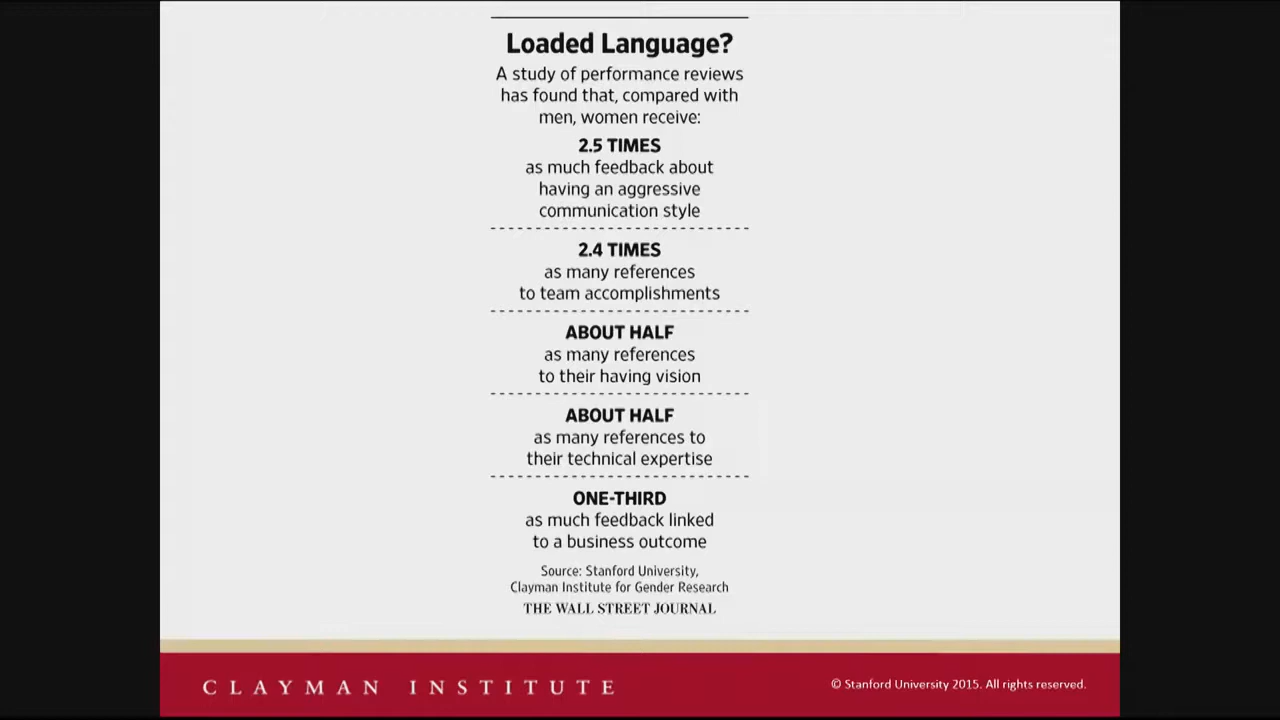 Loaded Language?
A study of performance reviews
has found that, compared with
men, women receive:
2.5 TIMES
as much feedback about
having an aggressive
communication style
2.4 TIMES
as many references
to team accomplishments
ABOUT HALF
as many references
to their having vision
ABOUT HALF
as many references to
their technical expertise
ONE-THIRD
as much feedback linked
to a business outcome
Source: Stanford University,
Clayman Institute for Gender Research
THE WALL STREET JOURNAL
CLAYMAN INSTITUTE
© Stanford University 2015. All rights reserved.